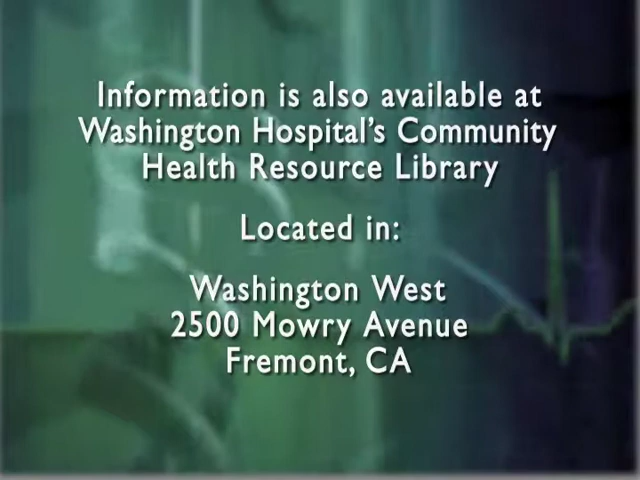 Information is also available at
Washington Hospital's Community
Health Resource Library
Located in:
Washington West
2500 Mowry Avenue
Fremont, CA